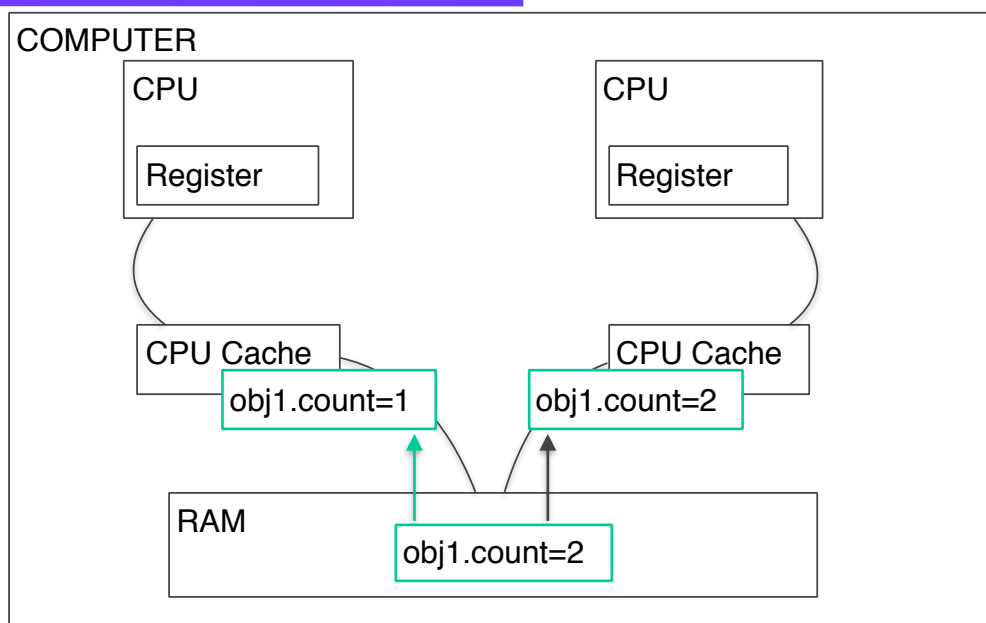 COMPUTER
CPU
CPU
Register
Register
CPU Cache
CPU Cache
obj1.count=1
obj1.count=2
RAM
obj1.count=2